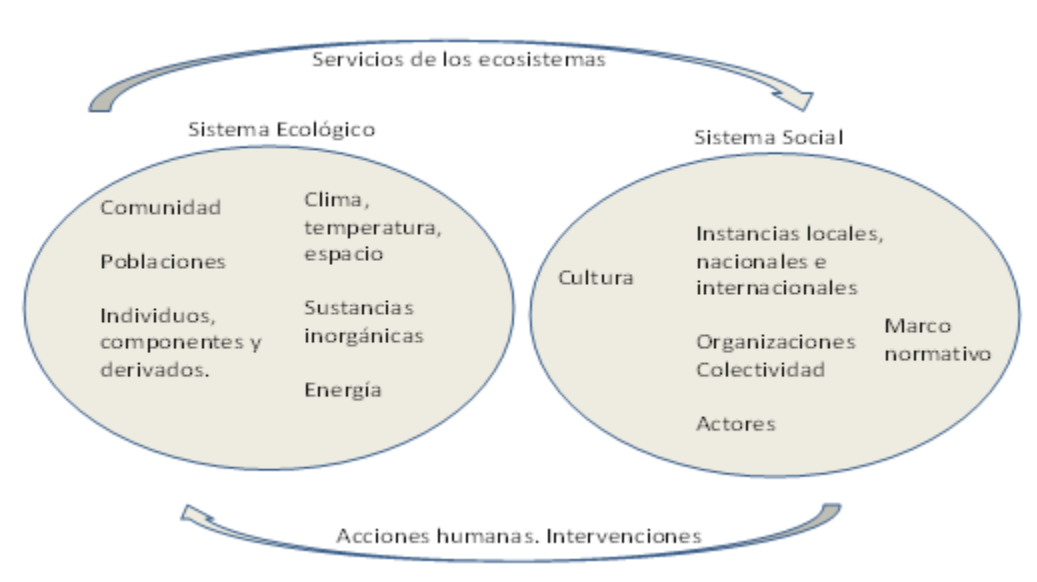 Servicios de los ecosistemas
Sistema Ecológico
Comunidad
Poblaciones
Individuos,
componentes y
derivados.
Clima,
temperatura,
espacio
Sustancias
inorgánicas
Energía
Sistema Social
Cultura
Instancias locales,
nacionales e
internacionales
Organizaciones
Colectividad
Actores
Marco
normativo
Acciones humanas. Intervenciones